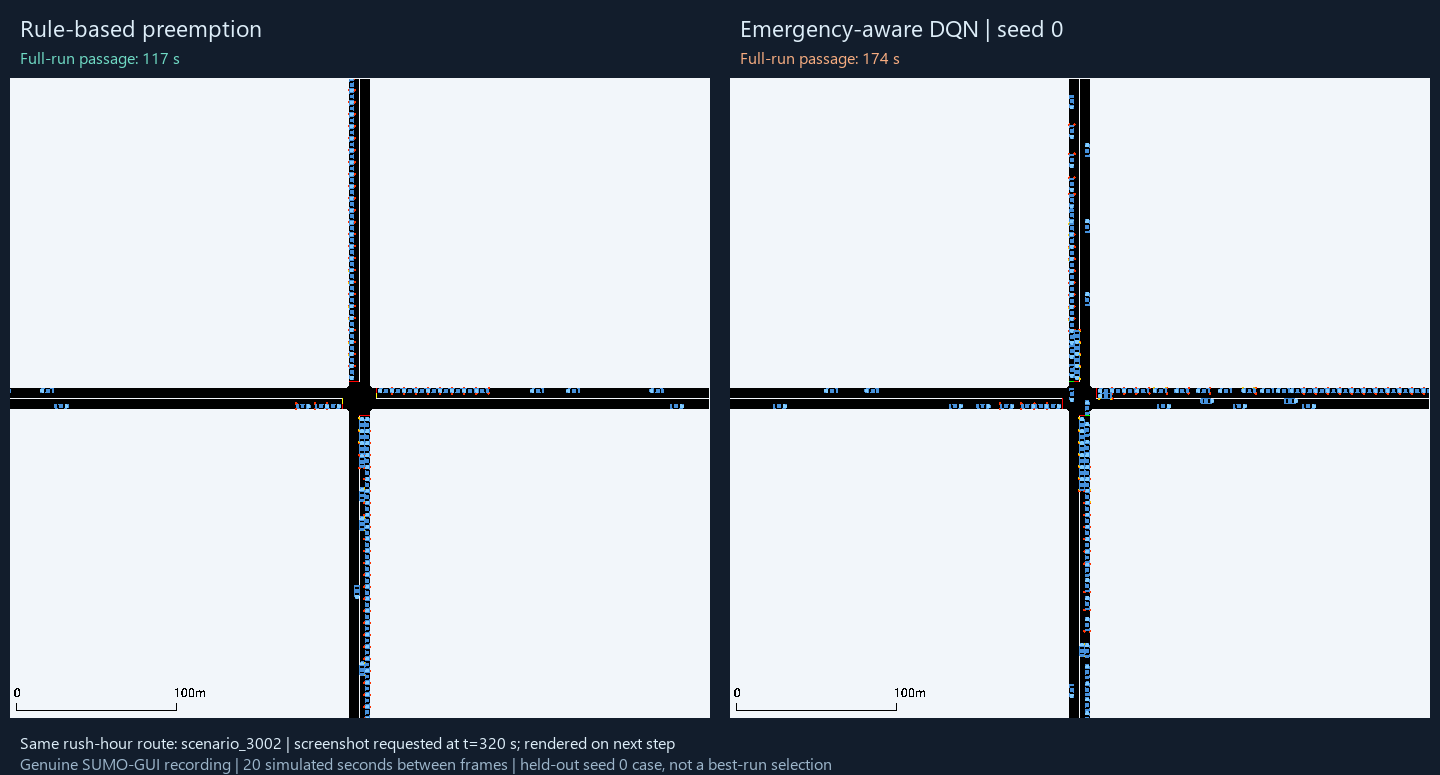 Rule-based preemption
Full-run passage: 117 s
Emergency-aware DQN | seed 0
Full-run passage: 174 s
0 100m
0 100m
Same rush-hour route: scenario_3002 | screenshot requested at t=320 s; rendered on next step
Genuine SUMO-GUI recording | 20 simulated seconds between frames | held-out seed 0 case, not a best-run selection